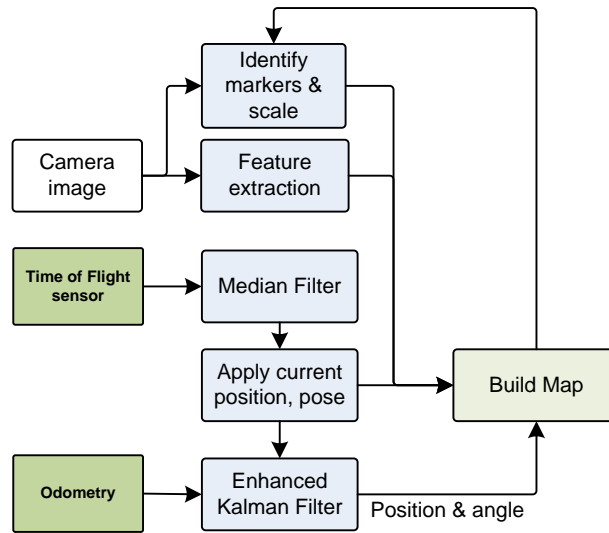 Identify
markers &
scale
Camera
image
Feature
extraction
Time of Flight
sensor
Median Filter
Apply current
position, pose
Build Map
Odometry
Enhanced
Kalman Filter
Position & angle